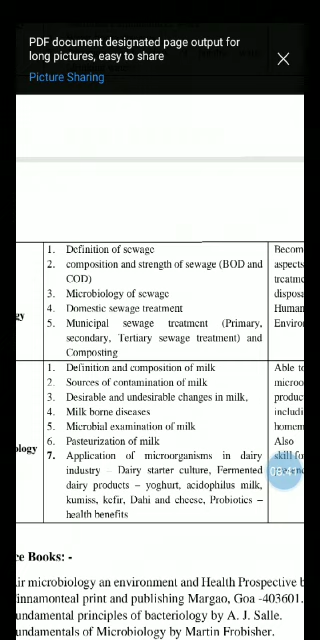 PDF document designated page output for
long pictures, easy to share
Picture Sharing
1. Definition of sewage
2. composition and strength of sewage (BOD and
COD)
3. Microbiology of sewage
4. Domestic sewage treatment
5. Municipal sewage treatment (Primary,
secondary, Tertiary sewage treatment) and
Composting
gy
Becom
aspects
treatme
disposa
Human
Enviro
1. Definition and composition of milk
2. Sources of contamination of milk
3. Desirable and undesirable changes in milk,
4. Milk borne diseases
5. Microbial examination of milk
6. Pasteurization of milk
7. Application of microorganisms in dairy
industry – Dairy starter culture, Fermented
dairy products – yoghurt, acidophilus milk,
kumiss, kefir, Dahi and cheese, Probiotics –
health benefits
ology
Able to
microo
produc
includi
homem
Also
skill fo
ce Books: -
ir microbiology an environment and Health Prospective b
innamonteal print and publishing Margao, Goa -403601.
undamental principles of bacteriology by A. J. Salle.
undamentals of Microbiology by Martin Frobisher.